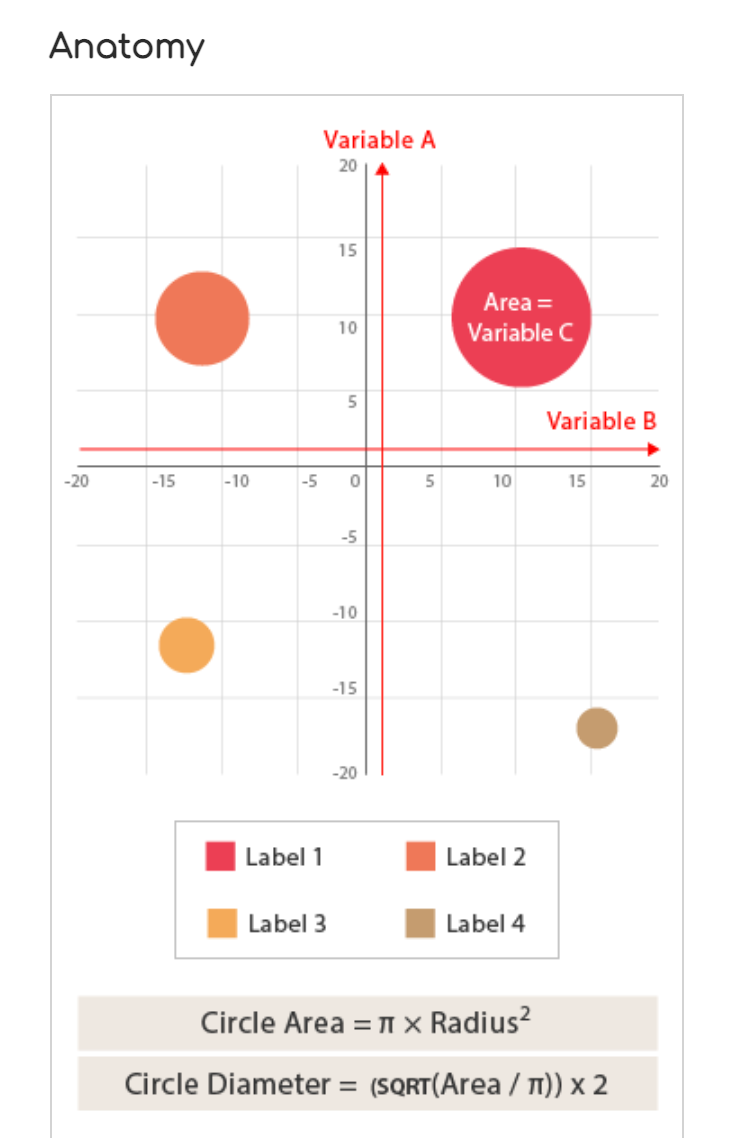 Anatomy
Variable A
20
15
Area =
Variable C
10
5
Variable B
-20 -15 -10 -5 0 5 10 15 20
-5
-10
-15
-20
Label 1 Label 2
Label 3 Label 4
Circle Area = π × Radius²
Circle Diameter = (SQRT(Area / π)) x 2